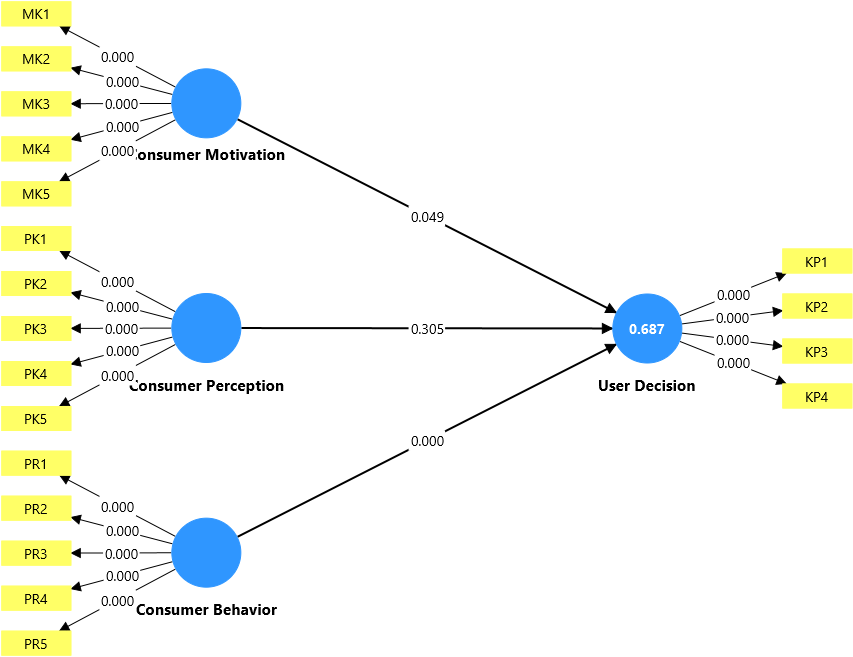 MK1
MK2
MK3
MK4
MK5
0.000
0.000
0.000
0.000
0.000
onsumer Motivation
PK1
PK2
PK3
PK4
PK5
0.000
0.000
0.000
0.000
0.000
Consumer Perception
PR1
PR2
PR3
PR4
PR5
0.000
0.000
0.000
0.000
0.000
Consumer Behavior
0.049
0.305
0.000
0.687
User Decision
0.000
0.000
0.000
0.000
KP1
KP2
KP3
KP4